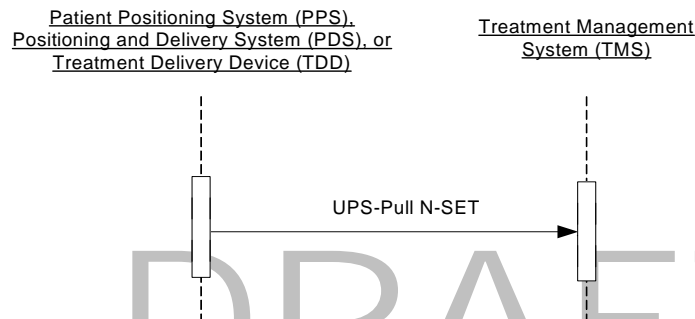 Patient Positioning System (PPS),
Positioning and Delivery System (PDS), or
Treatment Delivery Device (TDD)
Treatment Management
System (TMS)
UPS-Pull N-SET
DRAF